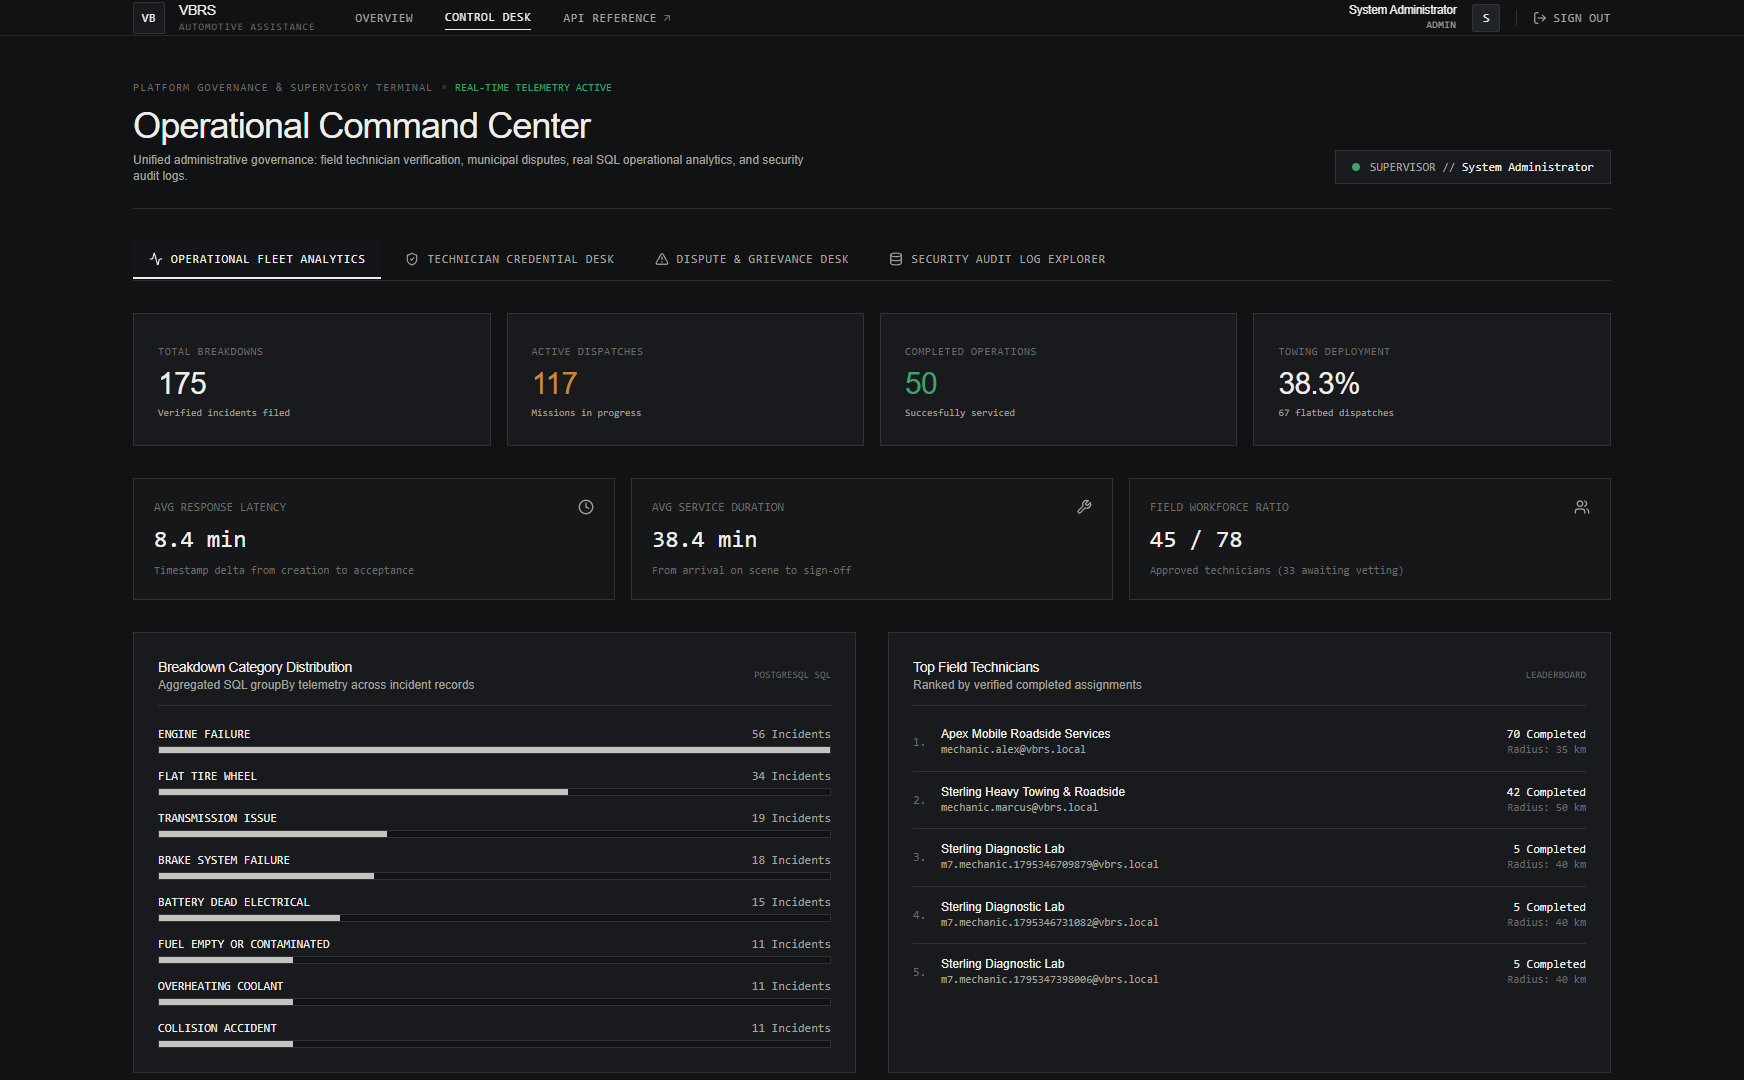 VB
VBRS
AUTOMOTIVE ASSISTANCE
OVERVIEW
CONTROL DESK
API REFERENCE
System Administrator
ADMIN
S
SIGN OUT
PLATFORM GOVERNANCE & SUPERVISORY TERMINAL • REAL-TIME TELEMETRY ACTIVE
Operational Command Center
Unified administrative governance: field technician verification, municipal disputes, real SQL operational analytics, and security
audit logs.
SUPERVISOR // System Administrator
OPERATIONAL FLEET ANALYTICS
TECHNICIAN CREDENTIAL DESK
DISPUTE & GRIEVANCE DESK
SECURITY AUDIT LOG EXPLORER
TOTAL BREAKDOWNS
175
Verified incidents filed
ACTIVE DISPATCHES
117
Missions in progress
COMPLETED OPERATIONS
50
Succesfully serviced
TOWING DEPLOYMENT
38.3%
67 flatbed dispatches
AVG RESPONSE LATENCY
8.4 min
Timestamp delta from creation to acceptance
AVG SERVICE DURATION
38.4 min
From arrival on scene to sign-off
FIELD WORKFORCE RATIO
45 / 78
Approved technicians (33 awaiting vetting)
Breakdown Category Distribution
Aggregated SQL groupBy telemetry across incident records
POSTGRESQL SQL
ENGINE FAILURE 56 Incidents
FLAT TIRE WHEEL 34 Incidents
TRANSMISSION ISSUE 19 Incidents
BRAKE SYSTEM FAILURE 18 Incidents
BATTERY DEAD ELECTRICAL 15 Incidents
FUEL EMPTY OR CONTAMINATED 11 Incidents
OVERHEATING COOLANT 11 Incidents
COLLISION ACCIDENT 11 Incidents
Top Field Technicians
Ranked by verified completed assignments
LEADERBOARD
1. Apex Mobile Roadside Services 70 Completed
mechanic.alex@vbrs.local Radius: 35 km
2. Sterling Heavy Towing & Roadside 42 Completed
mechanic.marcus@vbrs.local Radius: 50 km
3. Sterling Diagnostic Lab 5 Completed
m7.mechanic.1795346709879@vbrs.local Radius: 40 km
4. Sterling Diagnostic Lab 5 Completed
m7.mechanic.1795346731082@vbrs.local Radius: 40 km
5. Sterling Diagnostic Lab 5 Completed
m7.mechanic.1795347398006@vbrs.local Radius: 40 km